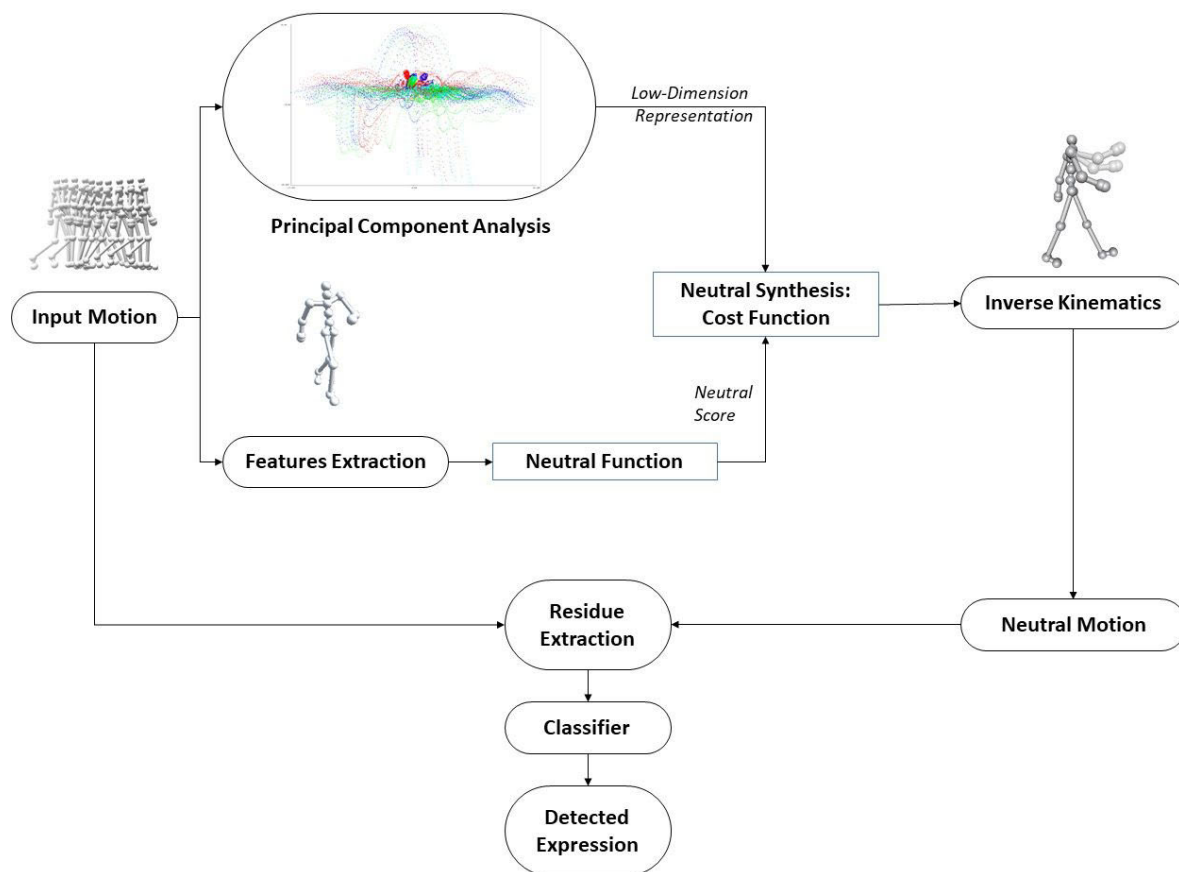 Low-Dimension
Representation
Principal Component Analysis
Input Motion
Neutral Synthesis:
Cost Function
Inverse Kinematics
Neutral
Score
Features Extraction
Neutral Function
Residue
Extraction
Neutral Motion
Classifier
Detected
Expression